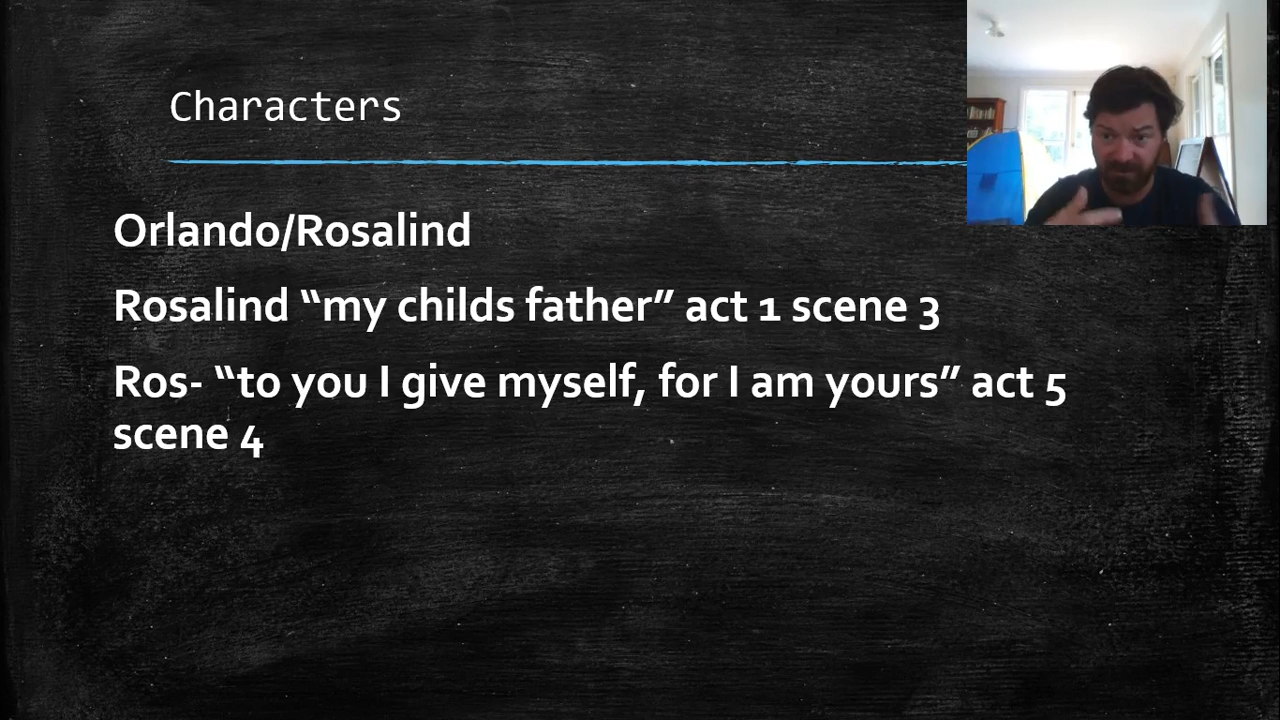 Characters
Orlando/Rosalind
Rosalind “my childs father” act 1 scene 3
Ros- “to you I give myself, for I am yours” act 5
scene 4